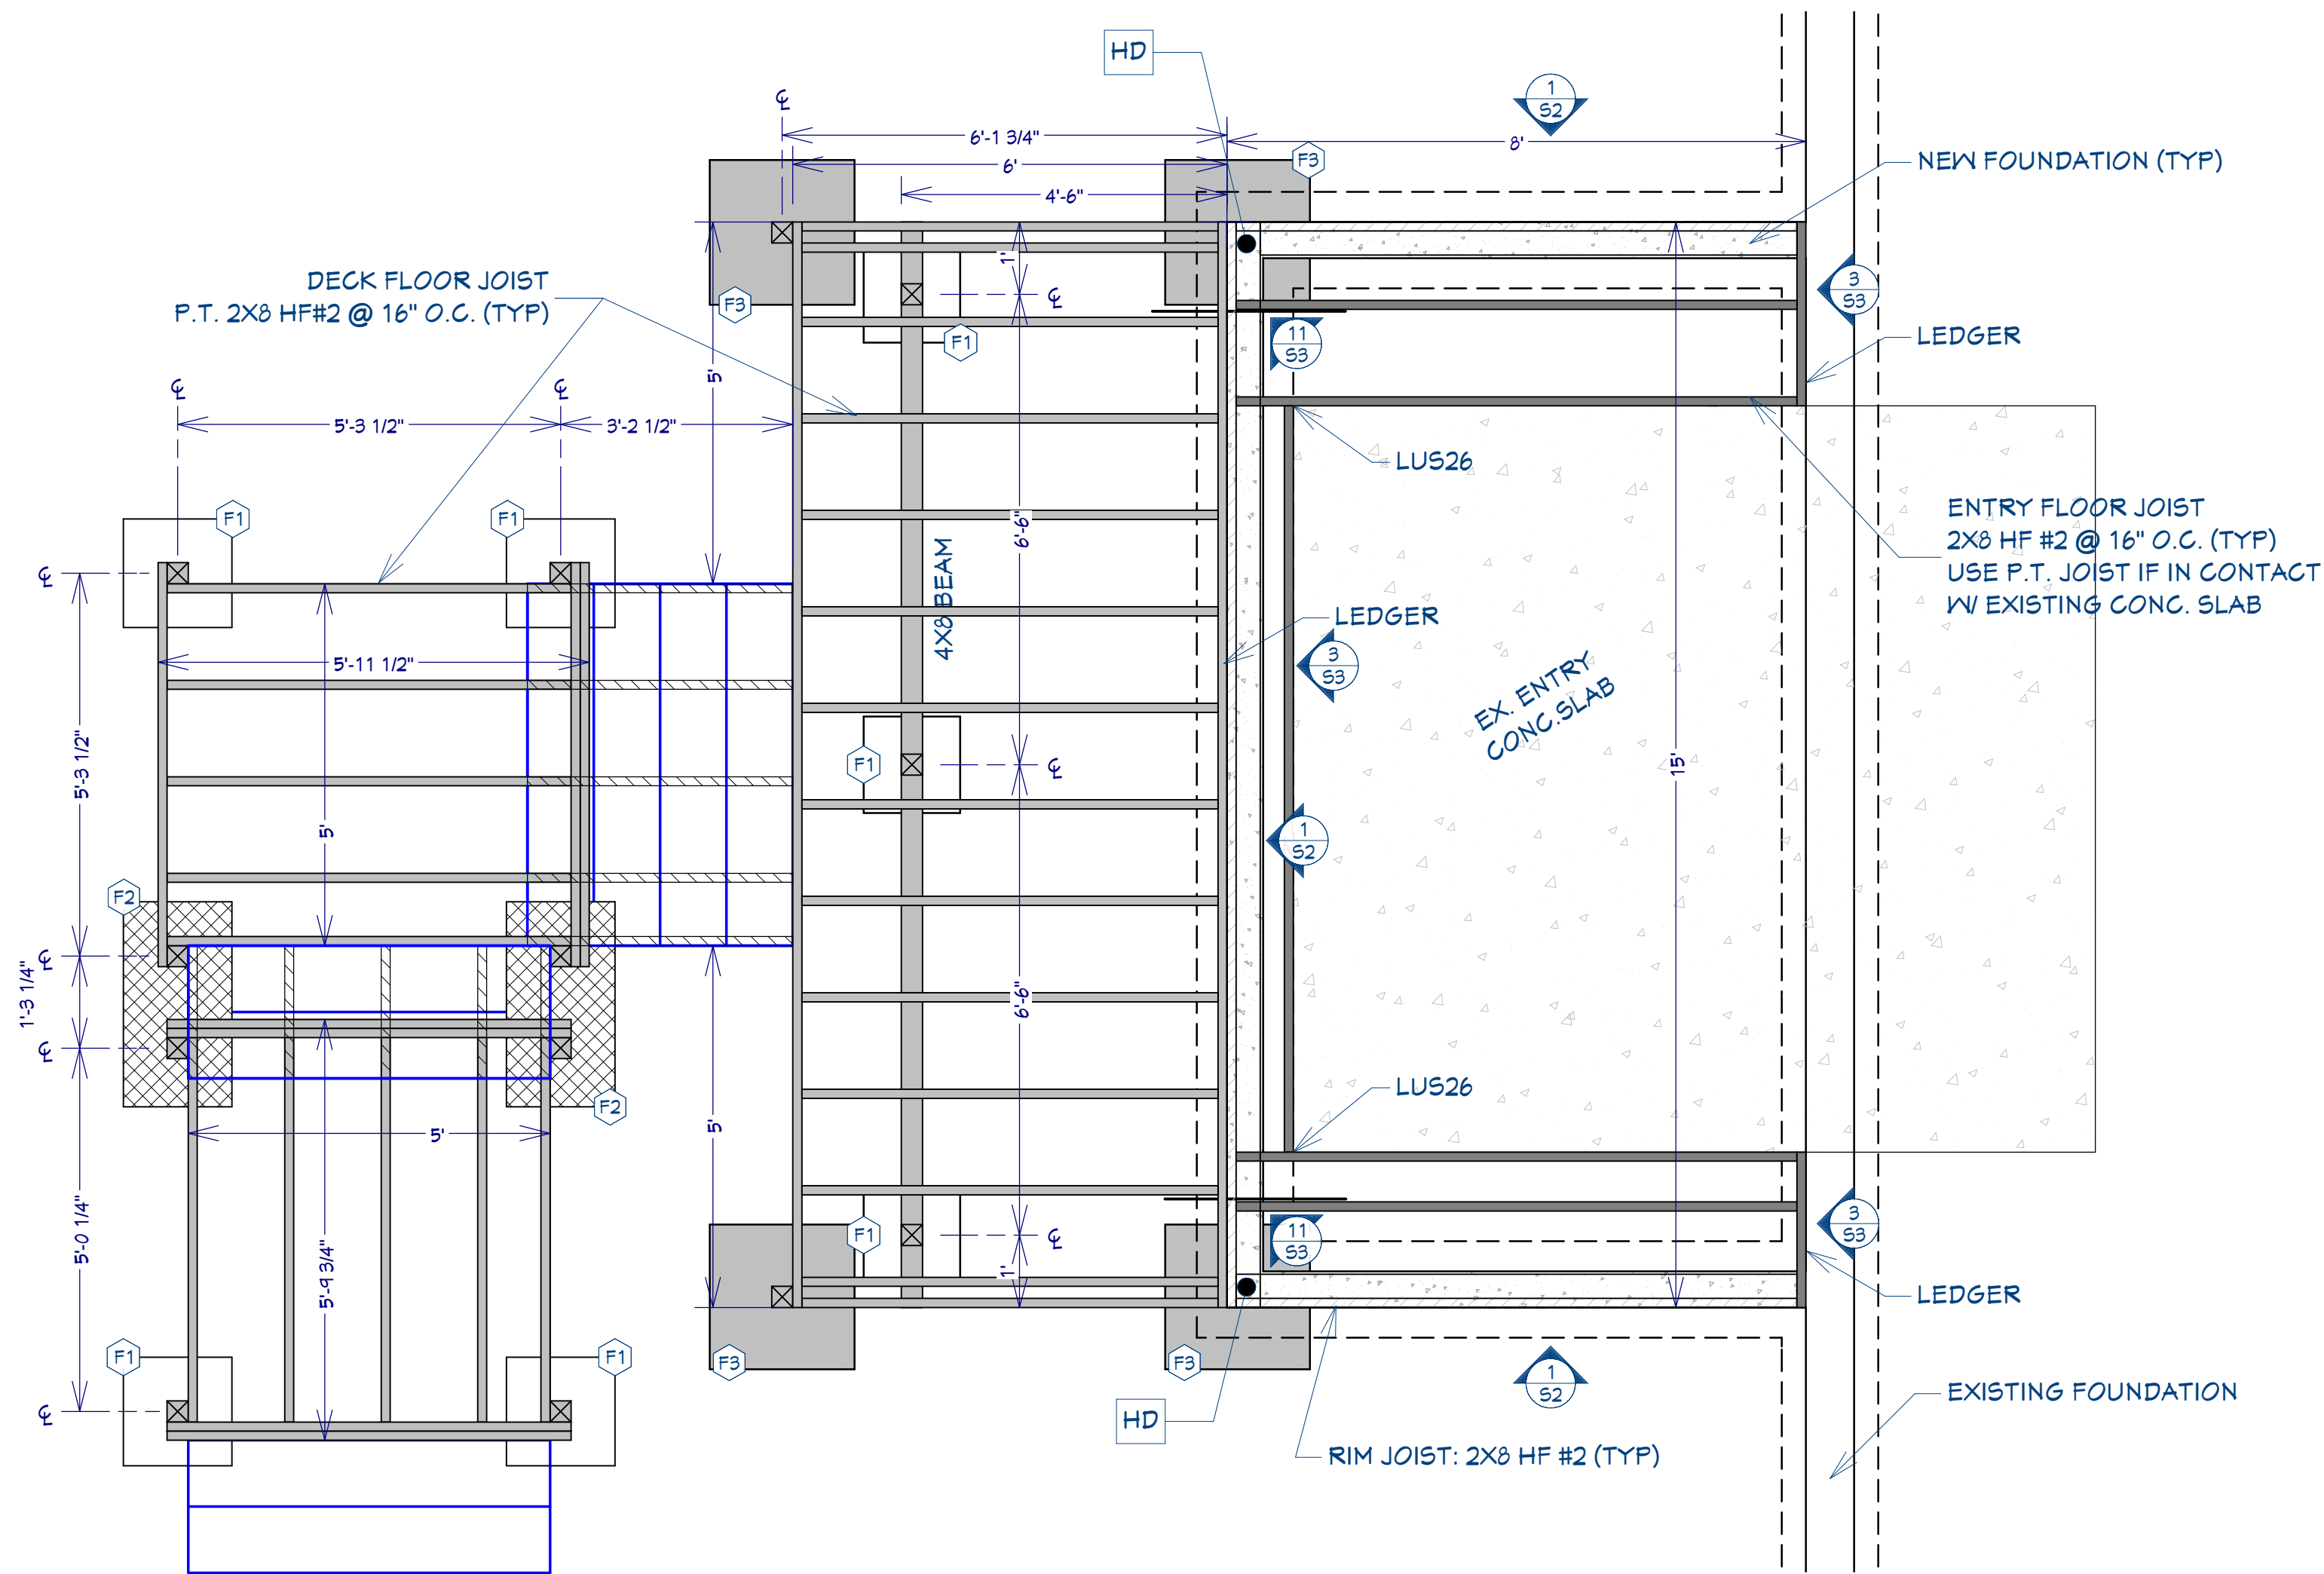 HD
1
S2
℄
6'-1 3/4"
8'
6'
F3
NEW FOUNDATION (TYP)
4'-6"
1'
DECK FLOOR JOIST
P.T. 2X8 HF#2 @ 16" O.C. (TYP)
F3
℄
3
S3
F1
11
S3
LEDGER
5'
℄
℄
5'-3 1/2"
3'-2 1/2"
LUS26
F1
F1
6'-6"
ENTRY FLOOR JOIST
2X8 HF #2 @ 16" O.C. (TYP)
USE P.T. JOIST IF IN CONTACT
W/ EXISTING CONC. SLAB
℄
4X8 BEAM
LEDGER
5'-11 1/2"
3
S3
EX. ENTRY
CONC.SLAB
5'-3 1/2"
F1
℄
15'
5'
1
S2
F2
℄
1'-3 1/4"
6'-6"
℄
LUS26
F2
5'
5'
5'-0 1/4"
F1
℄
11
S3
3
S3
5'-9 3/4"
1'
LEDGER
F1
F1
F3
F3
1
S2
EXISTING FOUNDATION
℄
HD
RIM JOIST: 2X8 HF #2 (TYP)